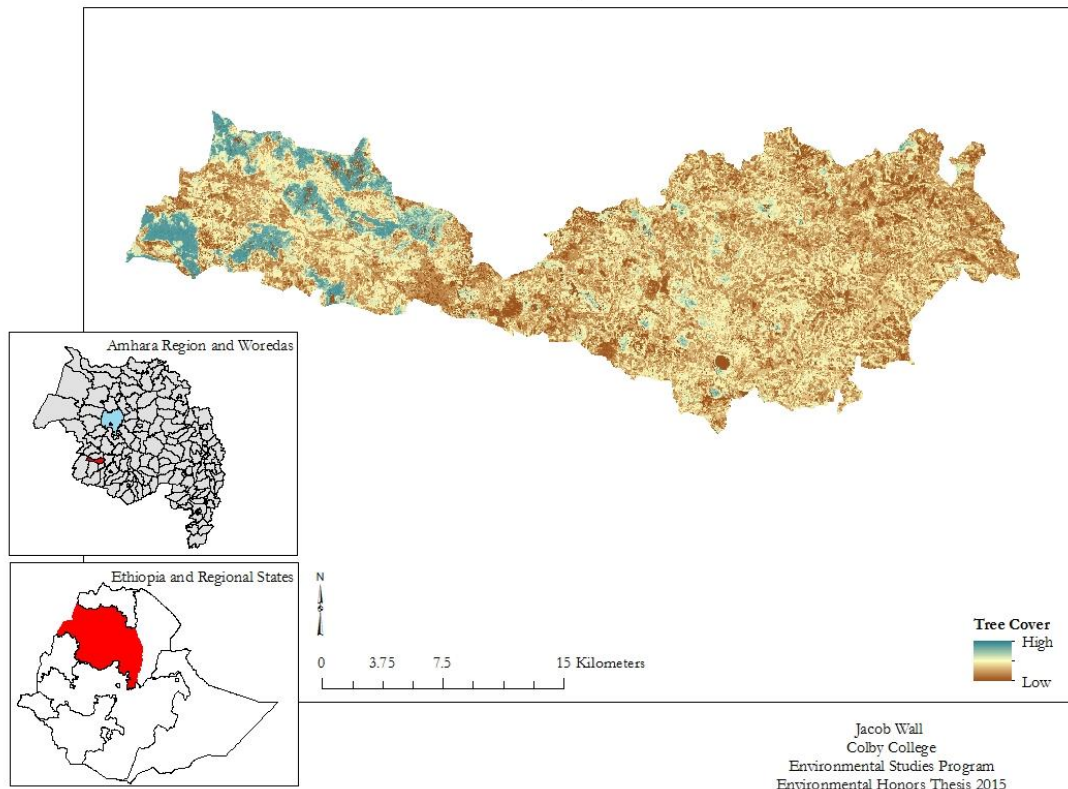 Amhara Region and Woredas
Ethiopia and Regional States
N
0 3.75 7.5 15 Kilometers
Tree Cover
High
Low
Jacob Wall
Colby College
Environmental Studies Program
Environmental Honors Thesis 2015